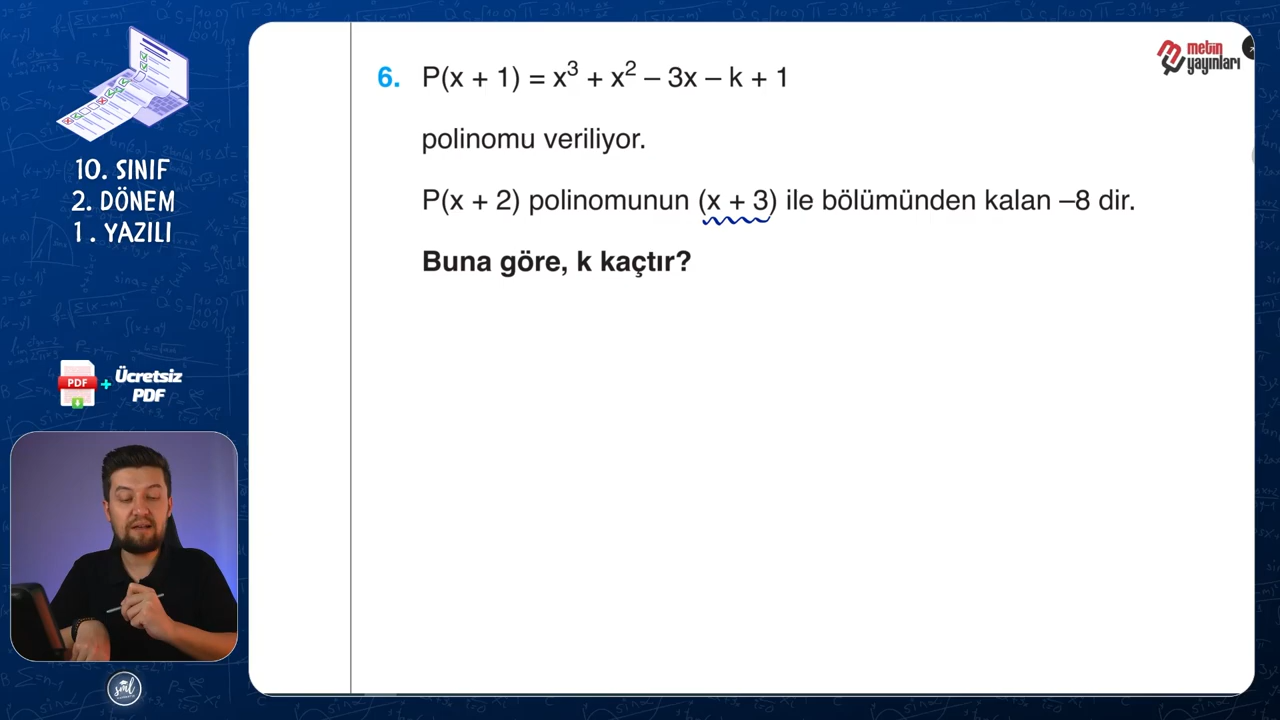 10. SINIF
2. DÖNEM
1. YAZILI
PDF
Ücretsiz
PDF
sml
metin
yayınları
6. P(x + 1) = x³ + x² – 3x – k + 1
polinomu veriliyor.
P(x + 2) polinomunun (x + 3) ile bölümünden kalan –8 dir.
Buna göre, k kaçtır?